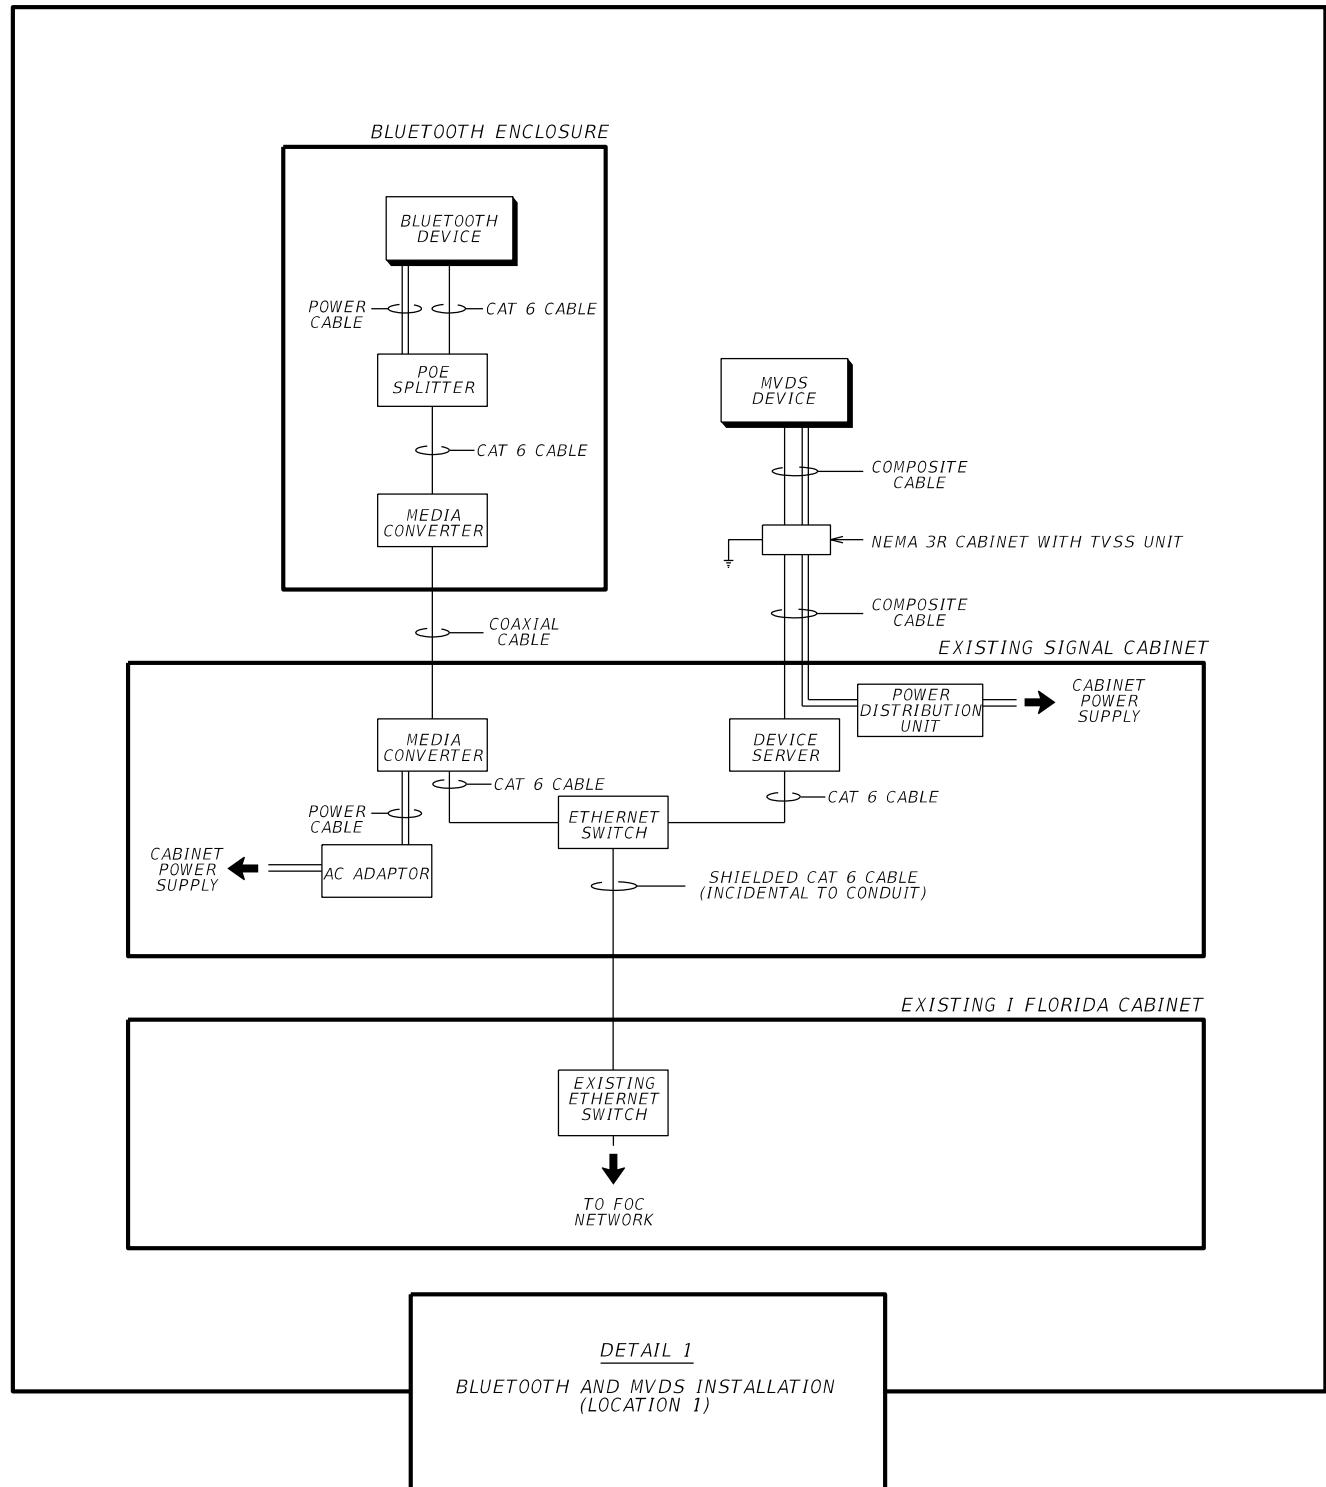 BLUETOOTH ENCLOSURE
BLUETOOTH
DEVICE
POWER
CABLE
CAT 6 CABLE
POE
SPLITTER
CAT 6 CABLE
MEDIA
CONVERTER
COAXIAL
CABLE
MVDS
DEVICE
COMPOSITE
CABLE
NEMA 3R CABINET WITH TVSS UNIT
COMPOSITE
CABLE
EXISTING SIGNAL CABINET
POWER
DISTRIBUTION
UNIT
CABINET
POWER
SUPPLY
MEDIA
CONVERTER
DEVICE
SERVER
CAT 6 CABLE
CAT 6 CABLE
POWER
CABLE
ETHERNET
SWITCH
CABINET
POWER
SUPPLY
AC ADAPTOR
SHIELDED CAT 6 CABLE
(INCIDENTAL TO CONDUIT)
EXISTING I FLORIDA CABINET
EXISTING
ETHERNET
SWITCH
TO FOC
NETWORK
DETAIL 1
BLUETOOTH AND MVDS INSTALLATION
(LOCATION 1)